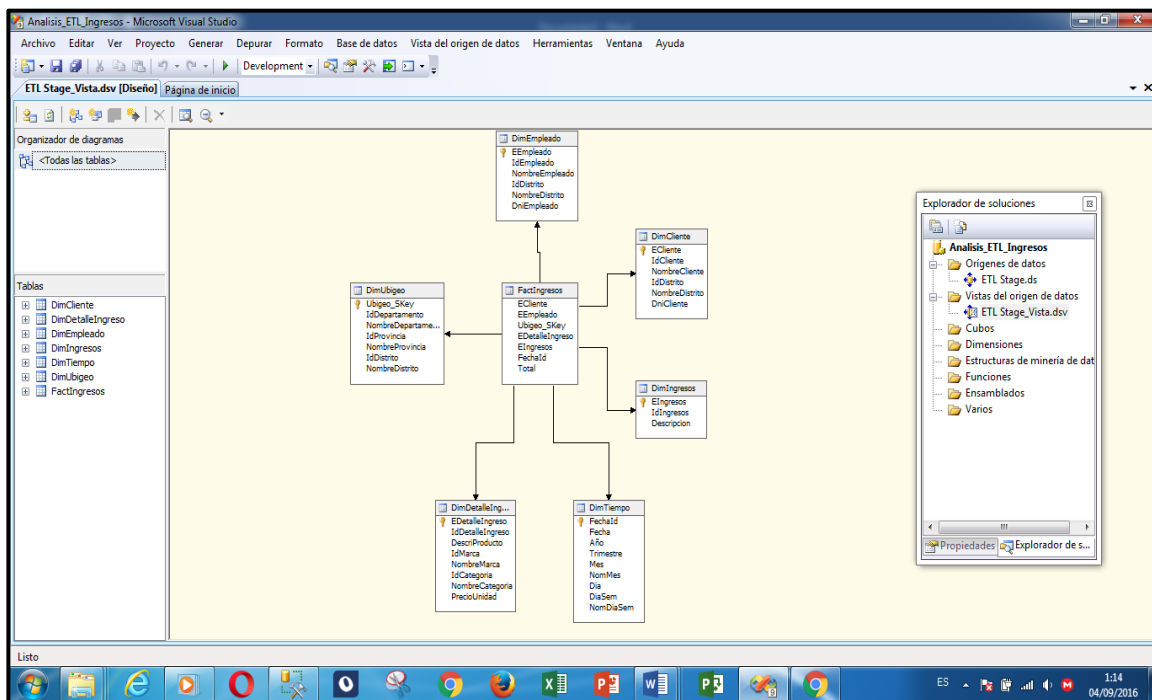 Analisis_ETL_Ingresos - Microsoft Visual Studio
Archivo Editar Ver Proyecto Generar Depurar Formato Base de datos Vista del origen de datos Herramientas Ventana Ayuda
Development
ETL Stage_Vista.dsv [Diseño] Página de inicio
Organizador de diagramas
<Todas las tablas>
Tablas
DimCliente
DimDetalleIngreso
DimEmpleado
DimIngresos
DimTiempo
DimUbigeo
FactIngresos
DimEmpleado
EEmpleado
IdEmpleado
NombreEmpleado
IdDistrito
NombreDistrito
DniEmpleado
DimCliente
ECliente
IdCliente
NombreCliente
IdDistrito
NombreDistrito
DniCliente
DimUbigeo
Ubigeo_SKey
IdDepartamento
NombreDepartame...
IdProvincia
NombreProvincia
IdDistrito
NombreDistrito
FactIngresos
ECliente
EEmpleado
Ubigeo_SKey
EDetalleIngreso
EIngresos
FechaId
Total
DimIngresos
EIngresos
IdIngresos
Descripcion
DimDetalleIng...
EDetalleIngreso
IdDetalleIngreso
DescriProducto
IdMarca
NombreMarca
IdCategoria
NombreCategoria
PrecioUnidad
DimTiempo
FechaId
Fecha
Año
Trimestre
Mes
NomMes
Dia
DiaSem
NomDiaSem
Explorador de soluciones
Analisis_ETL_Ingresos
Orígenes de datos
ETL Stage.ds
Vistas del origen de datos
ETL Stage_Vista.dsv
Cubos
Dimensiones
Estructuras de minería de dat
Funciones
Ensamblados
Varios
Propiedades Explorador de s...
Listo
ES
1:14
04/09/2016